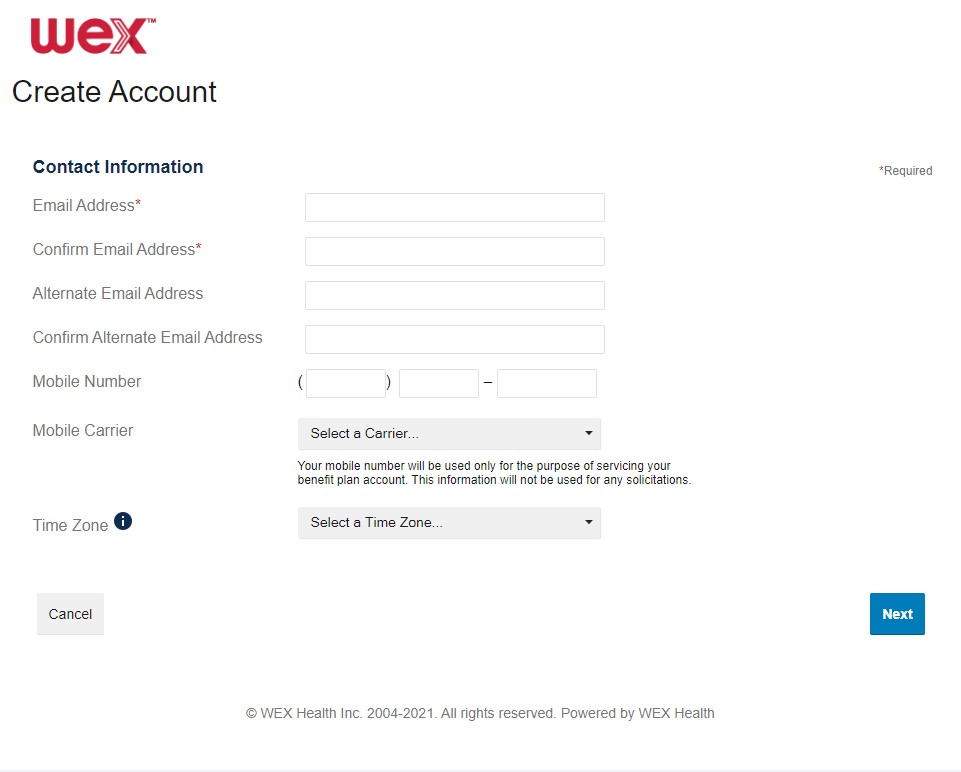 wex™
Create Account
Contact Information
*Required
Email Address*
Confirm Email Address*
Alternate Email Address
Confirm Alternate Email Address
Mobile Number ( ) –
Mobile Carrier Select a Carrier...
Your mobile number will be used only for the purpose of servicing your
benefit plan account. This information will not be used for any solicitations.
Time Zone i Select a Time Zone...
Cancel Next
© WEX Health Inc. 2004-2021. All rights reserved. Powered by WEX Health